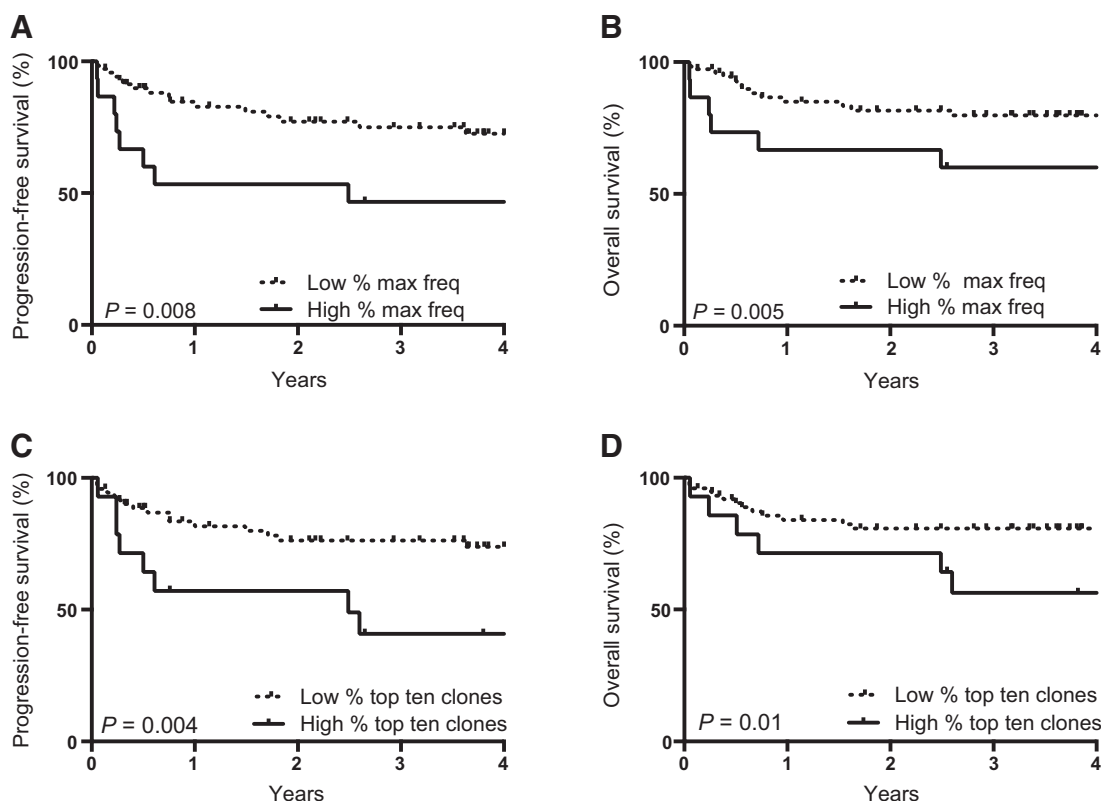 A
Progression-free survival (%)
100
50
0
Low % max freq
High % max freq
P = 0.008
0 1 2 3 4
Years
B
Overall survival (%)
100
50
0
Low % max freq
High % max freq
P = 0.005
0 1 2 3 4
Years
C
Progression-free survival (%)
100
50
0
Low % top ten clones
High % top ten clones
P = 0.004
0 1 2 3 4
Years
D
Overall survival (%)
100
50
0
Low % top ten clones
High % top ten clones
P = 0.01
0 1 2 3 4
Years